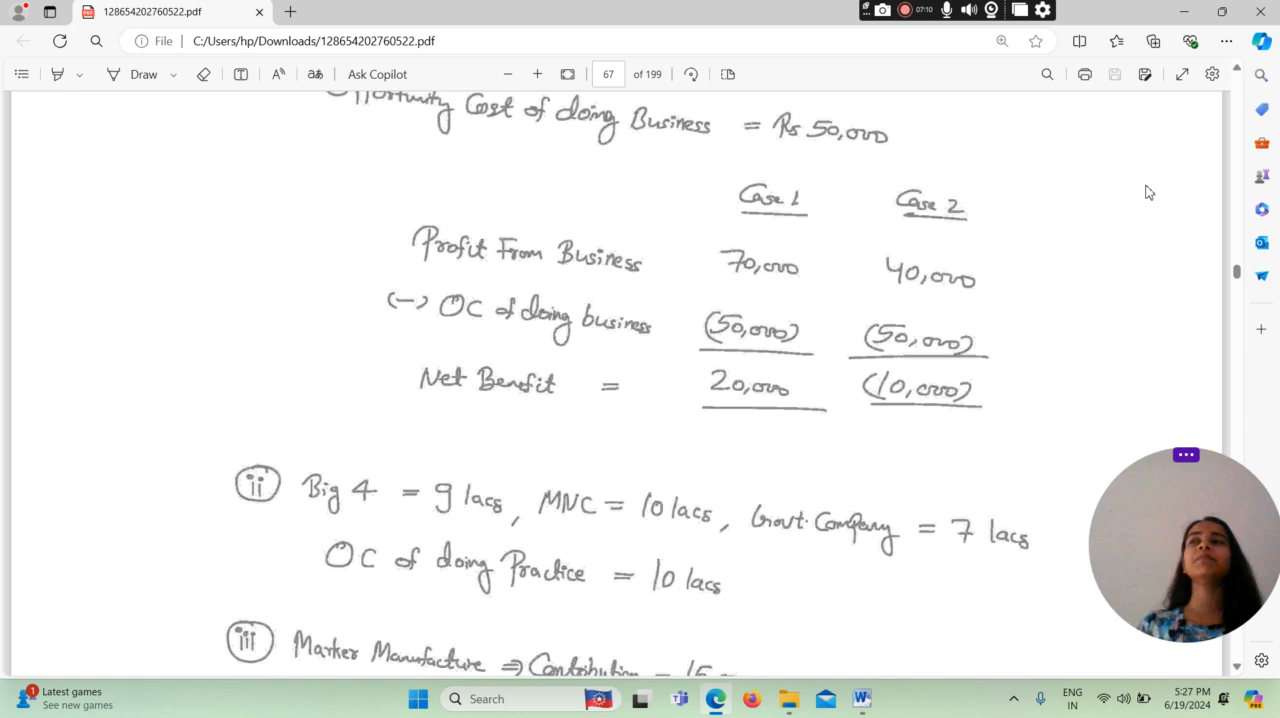 128654202760522.pdf
07:10
File C:/Users/hp/Downloads/128654202760522.pdf
Draw Ask Copilot 67 of 199
Opportunity Cost of doing Business = Rs 50,000
Case 1 Case 2
Profit From Business 70,000 40,000
(-) OC of doing business (50,000) (50,000)
Net Benefit = 20,000 (10,000)
(ii) Big 4 = 9 lacs, MNC = 10 lacs, Govt. Company = 7 lacs
OC of doing Practice = 10 lacs
(iii) Marker Manufacture ⇒ Contribution = 15
1 Latest games
See new games
Search
ENG
IN
5:27 PM
6/19/2024